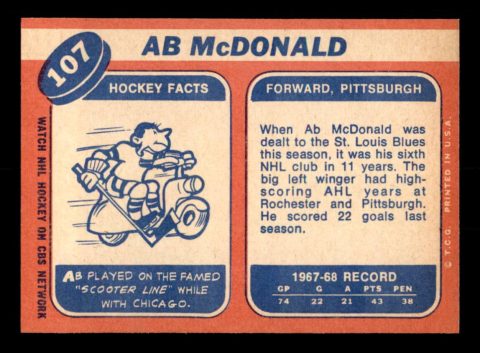 107
AB McDONALD
HOCKEY FACTS
AB PLAYED ON THE FAMED
"SCOOTER LINE" WHILE
WITH CHICAGO.
FORWARD, PITTSBURGH
When Ab McDonald was
dealt to the St. Louis Blues
this season, it was his sixth
NHL club in 11 years. The
big left winger had high-
scoring AHL years at
Rochester and Pittsburgh.
He scored 22 goals last
season.
1967-68 RECORD
GP G A PTS PEN
74 22 21 43 38
WATCH NHL HOCKEY ON CBS NETWORK
© T.C.G. PRINTED IN U.S.A.